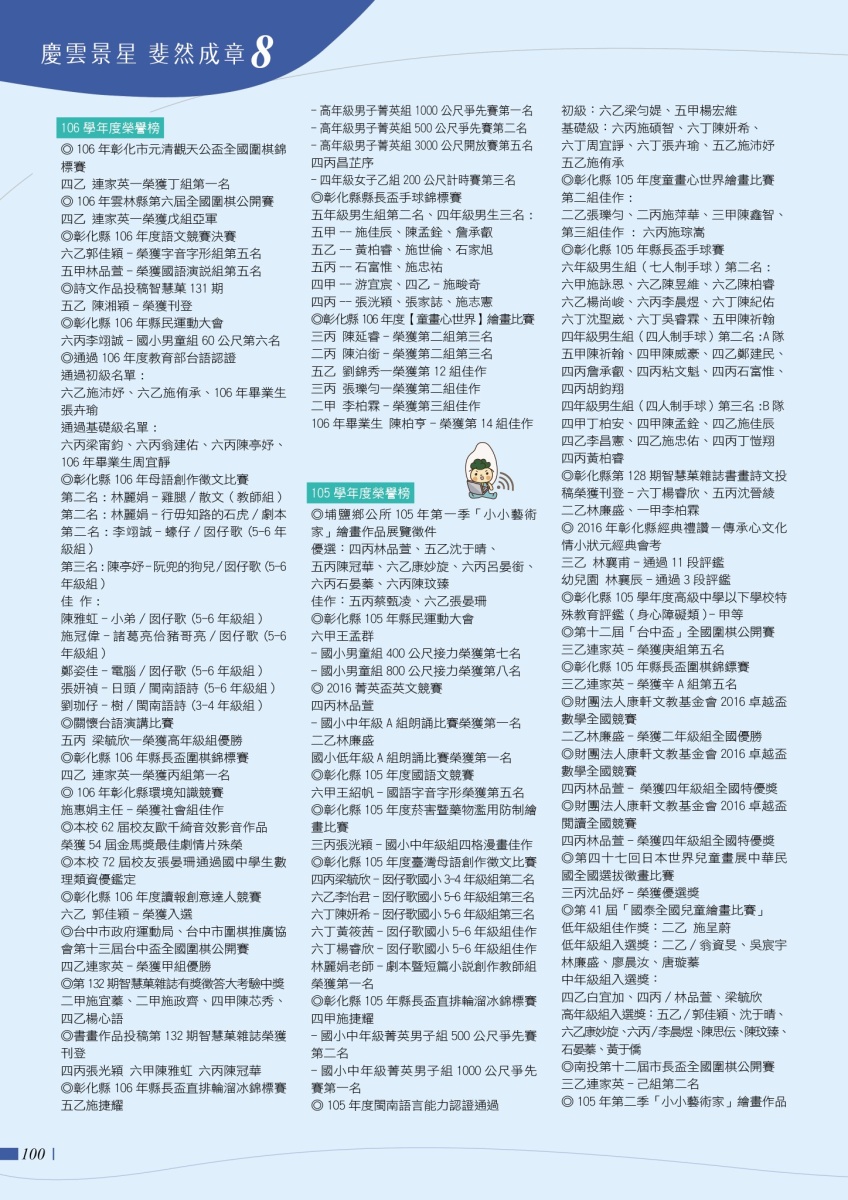 慶雲景星 斐然成章8
106 學年度榮譽榜
◎ 106 年彰化市元清觀天公盃全國圍棋錦
標賽
四乙 連家英－榮獲丁組第一名
◎ 106 年雲林縣第六屆全國圍棋公開賽
四乙 連家英－榮獲戊組亞軍
◎彰化縣 106 年度語文競賽決賽
六乙郭佳穎－榮獲字音字形組第五名
五甲林品萱－榮獲國語演說組第五名
◎詩文作品投稿智慧菓 131 期
五乙 陳湘穎－榮獲刊登
◎彰化縣 106 年縣民運動大會
六丙李翊誠－國小男童組 60 公尺第六名
◎通過 106 年度教育部台語認證
通過初級名單：
六乙施沛妤、六乙施侑承、106 年畢業生
張卉瑜
通過基礎級名單：
六丙梁甯鈞、六丙翁建佑、六丙陳亭妤、
106 年畢業生周宜靜
◎彰化縣 106 年母語創作徵文比賽
第二名：林麗娟－雞腿 / 散文（教師組）
第二名：林麗娟－行毋知路的石虎 / 劇本
第二名：李翊誠－蠔仔 / 囡仔歌 (5-6 年
級組）
第三名：陳亭妤－阮兜的狗兒 / 囡仔歌 (5-6
年級組）
佳 作：
陳雅虹－小弟 / 囡仔歌 (5-6 年級組）
施冠偉－諸葛亮佮豬哥亮 / 囡仔歌 (5-6
年級組）
鄭姿佳－電腦 / 囡仔歌 (5-6 年級組）
張妍禎－日頭 / 閩南語詩 (5-6 年級組）
劉珈伃－樹 / 閩南語詩 (3-4 年級組）
◎關懷台語演講比賽
五丙 梁毓欣－榮獲高年級組優勝
◎彰化縣 106 年縣長盃圍棋錦標賽
四乙 連家英－榮獲丙組第一名
◎ 106 年彰化縣環境知識競賽
施惠娟主任－榮獲社會組佳作
◎本校 62 屆校友歐千綺音效影音作品
榮獲 54 屆金馬獎最佳劇情片殊榮
◎本校 72 屆校友張晏珊通過國中學生數
理類資優鑑定
◎彰化縣 106 年度讀報創意達人競賽
六乙 郭佳穎－榮獲入選
◎台中市政府運動局、台中市圍棋推廣協
會第十三屆台中盃全國圍棋公開賽
四乙連家英－榮獲甲組優勝
◎第 132 期智慧菓雜誌有獎徵答大考驗中獎
二甲施宜蓁、二甲施政齊、四甲陳芯秀、
四乙楊心語
◎書畫作品投稿第 132 期智慧菓雜誌榮獲
刊登
四丙張光穎 六甲陳雅虹 六丙陳冠華
◎彰化縣 106 年縣長盃直排輪溜冰錦標賽
五乙施捷耀
－高年級男子菁英組 1000 公尺爭先賽第一名
－高年級男子菁英組 500 公尺爭先賽第二名
－高年級男子菁英組 3000 公尺開放賽第五名
四丙昌芷序
－四年級女子乙組 200 公尺計時賽第三名
◎彰化縣縣長盃手球錦標賽
五年級男生組第二名、四年級男生三名：
五甲 -- 施佳辰、陳孟銓、詹承叡
五乙 -- 黃柏睿、施世倫、石家旭
五丙 -- 石富惟、施忠祐
四甲 -- 游宜宸、四乙－施畯奇
四丙 -- 張洸穎、張家誌、施志憲
◎彰化縣 106 年度【童畫心世界】繪畫比賽
三丙 陳延睿－榮獲第二組第三名
二丙 陳泊銜－榮獲第二組第三名
五乙 劉錦秀－榮獲第 12 組佳作
三丙 張瓅勻－榮獲第二組佳作
二甲 李柏霖－榮獲第三組佳作
106 年畢業生 陳柏亨－榮獲第 14 組佳作
105 學年度榮譽榜
◎埔鹽鄉公所 105 年第一季「小小藝術
家」繪畫作品展覽徵件
優選：四丙林品萱、五乙沈于晴、
五丙陳冠華、六乙康妙旋、六丙呂晏銜、
六丙石晏蓁、六丙陳玟臻
佳作：五丙蔡甄凌、六乙張晏珊
◎彰化縣 105 年縣民運動大會
六甲王孟群
－國小男童組 400 公尺接力榮獲第七名
－國小男童組 800 公尺接力榮獲第八名
◎ 2016 菁英盃英文競賽
四丙林品萱
－國小中年級 A 組朗誦比賽榮獲第一名
二乙林廉盛
國小低年級 A 組朗誦比賽榮獲第一名
◎彰化縣 105 年度國語文競賽
六甲王紹帆－國語字音字形榮獲第五名
◎彰化縣 105 年度菸害暨藥物濫用防制繪
畫比賽
三丙張洸穎－國小中年級組四格漫畫佳作
◎彰化縣 105 年度臺灣母語創作徵文比賽
四丙梁毓欣－囡仔歌國小 3-4 年級組第二名
六乙李怡君－囡仔歌國小 5-6 年級組第三名
六丁陳妍希－囡仔歌國小 5-6 年級組第三名
六丁黃筱茜－囡仔歌國小 5-6 年級組佳作
六丁楊睿欣－囡仔歌國小 5-6 年級組佳作
林麗娟老師－劇本暨短篇小說創作教師組
榮獲第一名
◎彰化縣 105 年縣長盃直排輪溜冰錦標賽
四甲施捷耀
－國小中年級菁英男子組 500 公尺爭先賽
第二名
－國小中年級菁英男子組 1000 公尺爭先
賽第一名
◎ 105 年度閩南語言能力認證通過
初級：六乙梁勻媞、五甲楊宏維
基礎級：六丙施碩智、六丁陳妍希、
六丁周宜靜、六丁張卉瑜、五乙施沛妤
五乙施侑承
◎彰化縣 105 年度童畫心世界繪畫比賽
第二組佳作：
二乙張瓅勻、二丙施萍華、三甲陳鑫智、
第三組佳作 ： 六丙施琮嵩
◎彰化縣 105 年縣長盃手球賽
六年級男生組（七人制手球）第二名：
六甲施詠恩、六乙陳昱維、六乙陳柏睿
六乙楊尚峻、六丙李晨煜、六丁陳紀佑
六丁沈聖崴、六丁吳睿霖、五甲陳祈翰
四年級男生組（四人制手球）第二名 :A 隊
五甲陳祈翰、四甲陳威豪、四乙鄭建民、
四丙詹承叡、四丙粘文魁、四丙石富惟、
四丙胡鈞翔
四年級男生組（四人制手球）第三名 :B 隊
四甲丁柏安、四甲陳孟銓、四乙施佳辰
四乙李昌憲、四乙施忠佑、四丙丁愷翔
四丙黃柏睿
◎彰化縣第 128 期智慧菓雜誌書畫詩文投
稿榮獲刊登－六丁楊睿欣、五丙沈晉綾
二乙林廉盛、一甲李柏霖
◎ 2016 年彰化縣經典禮讚－傳承心文化
情小狀元經典會考
三乙 林襄甫－通過 11 段評鑑
幼兒園 林襄辰－通過 3 段評鑑
◎彰化縣 105 學年度高級中學以下學校特
殊教育評鑑（身心障礙類）－甲等
◎第十二屆「台中盃」全國圍棋公開賽
三乙連家英－榮獲庚組第五名
◎彰化縣 105 年縣長盃圍棋錦鏢賽
三乙連家英－榮獲辛 A 組第五名
◎財團法人康軒文教基金會 2016 卓越盃
數學全國競賽
二乙林廉盛－榮獲二年級組全國優勝
◎財團法人康軒文教基金會 2016 卓越盃
數學全國競賽
四丙林品萱－ 榮獲四年級組全國特優獎
◎財團法人康軒文教基金會 2016 卓越盃
閱讀全國競賽
四丙林品萱－榮獲四年級組全國特優獎
◎第四十七回日本世界兒童畫展中華民
國全國選拔徵畫比賽
三丙沈品妤－榮獲優選獎
◎第 41 屆「國泰全國兒童繪畫比賽」
低年級組佳作獎：二乙 施呈蔚
低年級組入選獎：二乙 / 翁資旻、吳宸宇
林廉盛、廖晨汝、唐璇蓁
中年級組入選獎：
四乙白宜加、四丙 / 林品萱、梁毓欣
高年級組入選獎：五乙 / 郭佳穎、沈于晴、
六乙康妙旋、六丙 / 李晨煜、陳思伝、陳玟臻、
石晏蓁、黃于僑
◎南投第十二屆市長盃全國圍棋公開賽
三乙連家英－己組第二名
◎ 105 年第二季「小小藝術家」繪畫作品
100